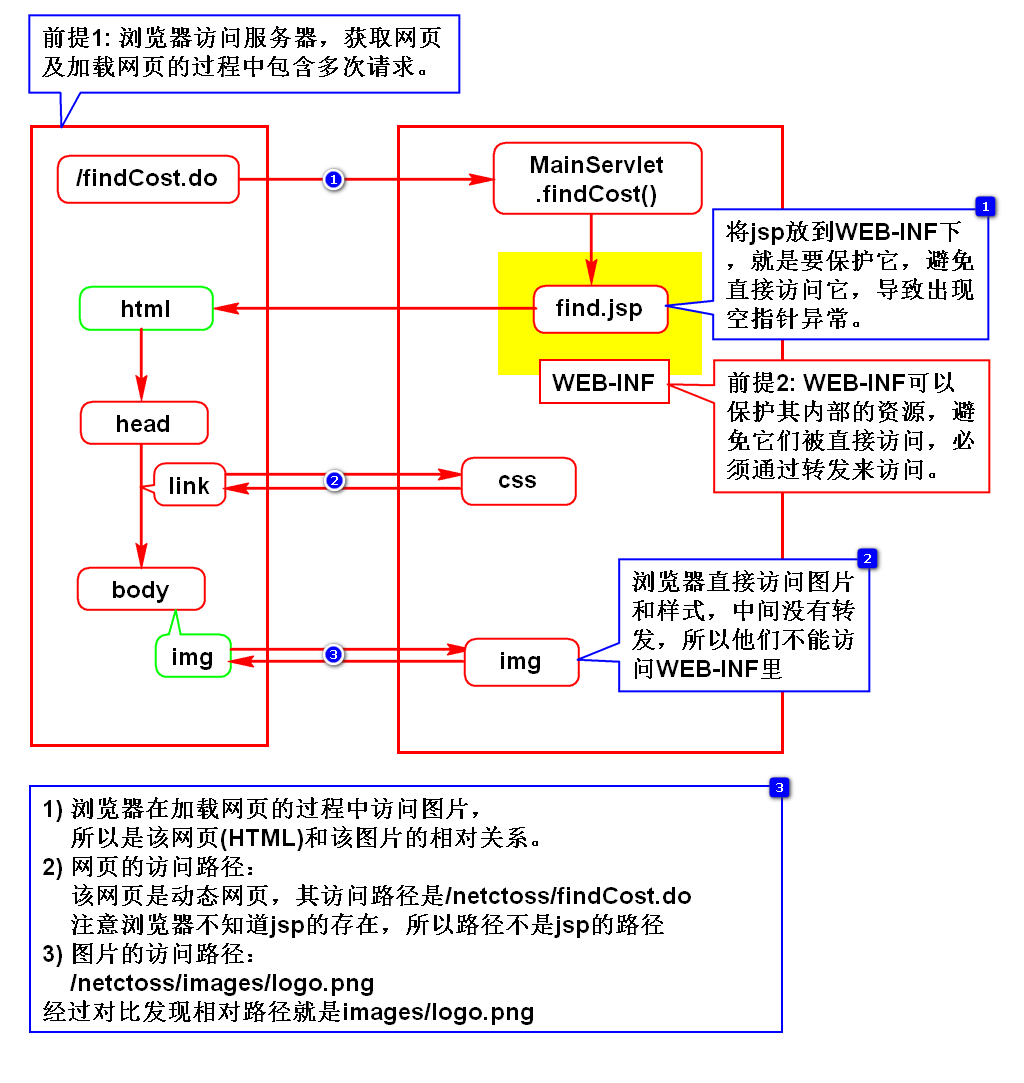 前提1: 浏览器访问服务器，获取网页
及加载网页的过程中包含多次请求。
/findCost.do
1
MainServlet
.findCost()
1
将jsp放到WEB-INF下
，就是要保护它，避免
直接访问它，导致出现
空指针异常。
html
find.jsp
WEB-INF
前提2: WEB-INF可以
保护其内部的资源，避
免它们被直接访问，必
须通过转发来访问。
head
link
2
css
body
img
3
img
2
浏览器直接访问图片
和样式，中间没有转
发，所以他们不能访
问WEB-INF里
3
1) 浏览器在加载网页的过程中访问图片，
所以是该网页(HTML)和该图片的相对关系。
2) 网页的访问路径：
该网页是动态网页，其访问路径是/netctoss/findCost.do
注意浏览器不知道jsp的存在，所以路径不是jsp的路径
3) 图片的访问路径：
/netctoss/images/logo.png
经过对比发现相对路径就是images/logo.png